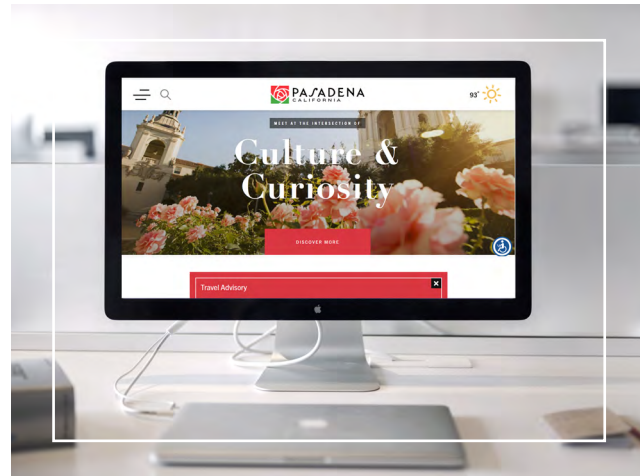 PASADENA
CALIFORNIA
93°
MEET AT THE INTERSECTION OF
Culture &
Curiosity
DISCOVER MORE
Travel Advisory